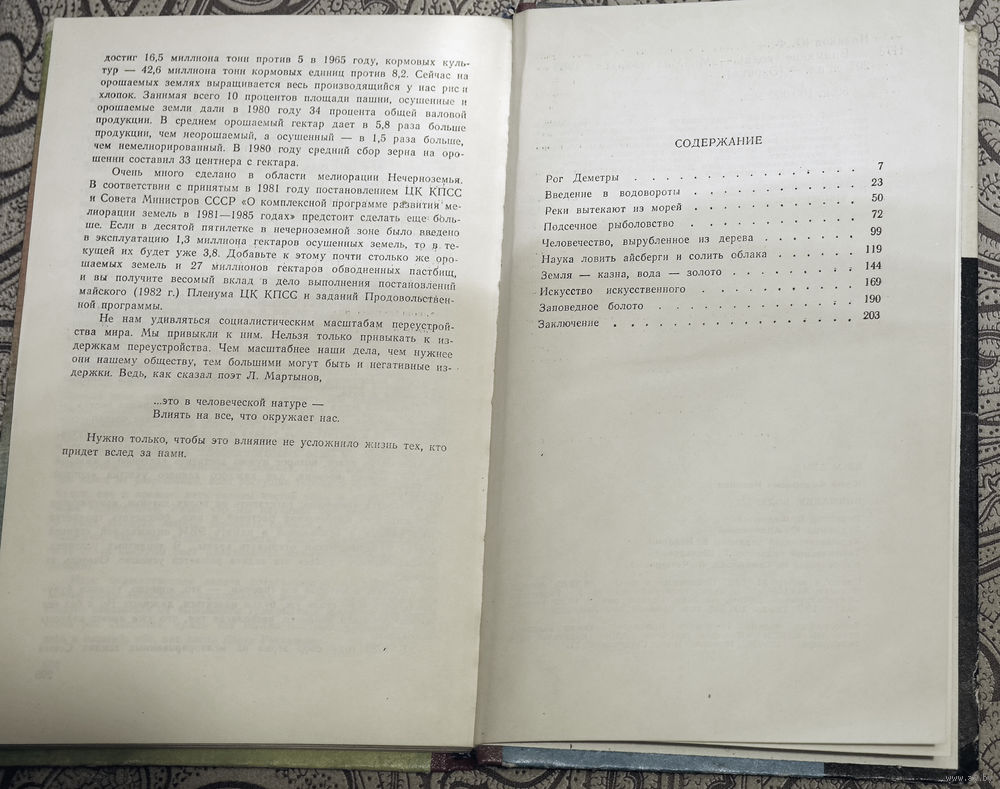 достиг 16,5 миллиона тонн против 5 в 1965 году, кормовых куль-
тур — 42,6 миллиона тонн кормовых единиц против 8,2. Сейчас на
орошаемых землях выращивается весь производящийся у нас рис и
хлопок. Занимая всего 10 процентов площади пашни, осушенные и
орошаемые земли дали в 1980 году 34 процента общей валовой
продукции. В среднем орошаемый гектар дает в 5,8 раза больше
продукции, чем неорошаемый, а осушенный — в 1,5 раза больше,
чем немелиорированный. В 1980 году средний сбор зерна на оро-
шении составил 33 центнера с гектара.
Очень много сделано в области мелиорации Нечерноземья.
В соответствии с принятым в 1981 году постановлением ЦК КПСС
и Совета Министров СССР «О комплексной программе развития ме-
лиорации земель в 1981—1985 годах» предстоит сделать еще боль-
ше. Если в десятой пятилетке в нечерноземной зоне было введено
в эксплуатацию 1,3 миллиона гектаров осушенных земель, то в те-
кущей их будет уже 3,8. Добавьте к этому почти столько же оро-
шаемых земель и 27 миллионов гектаров обводненных пастбищ,
и вы получите весомый вклад в дело выполнения постановлений
майского (1982 г.) Пленума ЦК КПСС и заданий Продовольствен-
ной программы.
Не нам удивляться социалистическим масштабам переустрой-
ства мира. Мы привыкли к ним. Нельзя только привыкать к из-
держкам переустройства. Чем масштабнее наши дела, чем нужнее
они нашему обществу, тем большими могут быть и негативные из-
держки. Ведь, как сказал поэт Л. Мартынов,
...это в человеческой натуре —
Влиять на все, что окружает нас.
Нужно только, чтобы это влияние не усложнило жизнь тех, кто
придет вслед за нами.
СОДЕРЖАНИЕ
Рог Деметры . . . . . . . . . . . . . 7
Введение в водовороты . . . . . . . . . . 23
Реки вытекают из морей . . . . . . . . . . 50
Подсечное рыболовство . . . . . . . . . . 72
Человечество, вырубленное из дерева . . . . . . 99
Наука ловить айсберги и солить облака . . . . . . 119
Земля — казна, вода — золото . . . . . . . . 144
Искусство искусственного . . . . . . . . . 169
Заповедное болото . . . . . . . . . . . 190
Заключение . . . . . . . . . . . . . 203
www.ay.by